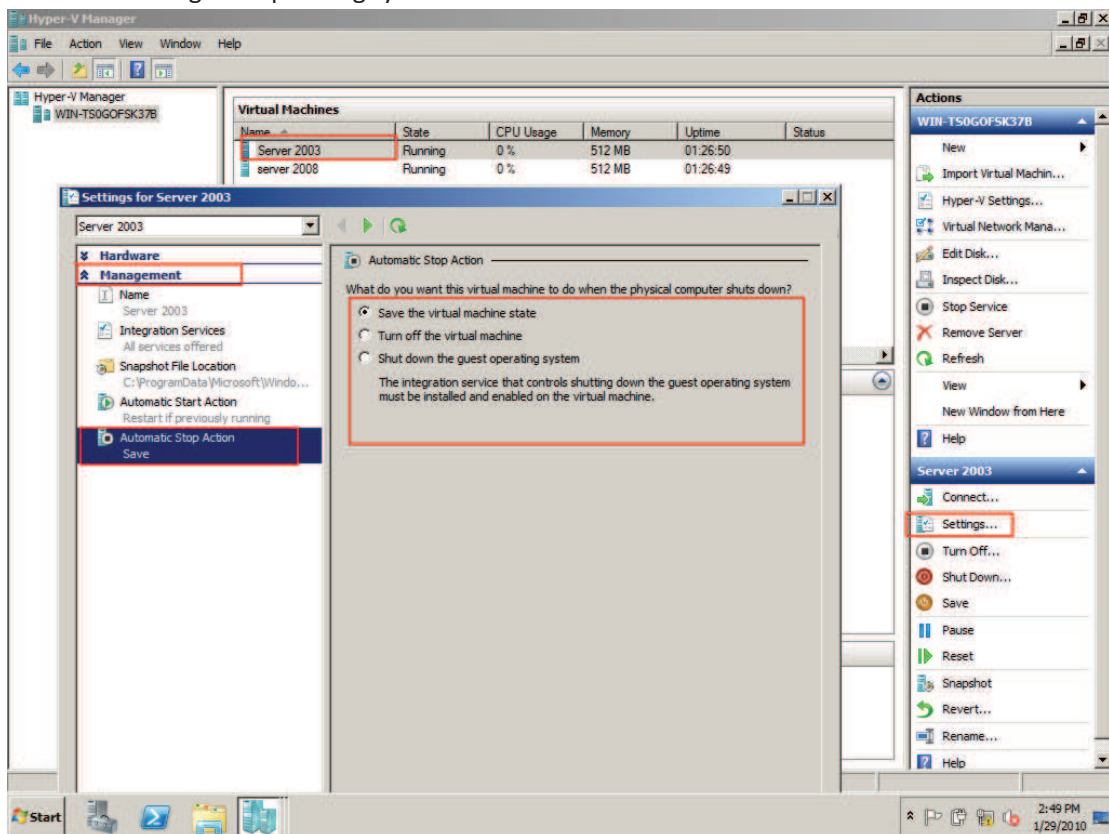 Hyper-V Manager
File Action View Window Help
Hyper-V Manager
WIN-TS0GOFSK37B
Virtual Machines
Name State CPU Usage Memory Uptime Status
Server 2003 Running 0 % 512 MB 01:26:50
server 2008 Running 0 % 512 MB 01:26:49
Settings for Server 2003
Server 2003
Hardware
Management
Name
Server 2003
Integration Services
All services offered
Snapshot File Location
C:\ProgramData\Microsoft\Windo...
Automatic Start Action
Restart if previously running
Automatic Stop Action
Save
Automatic Stop Action
What do you want this virtual machine to do when the physical computer shuts down?
Save the virtual machine state
Turn off the virtual machine
Shut down the guest operating system
The integration service that controls shutting down the guest operating system
must be installed and enabled on the virtual machine.
Actions
WIN-TS0GOFSK37B
New
Import Virtual Machin...
Hyper-V Settings...
Virtual Network Mana...
Edit Disk...
Inspect Disk...
Stop Service
Remove Server
Refresh
View
New Window from Here
Help
Server 2003
Connect...
Settings...
Turn Off...
Shut Down...
Save
Pause
Reset
Snapshot
Revert...
Rename...
Help
Start
2:49 PM
1/29/2010